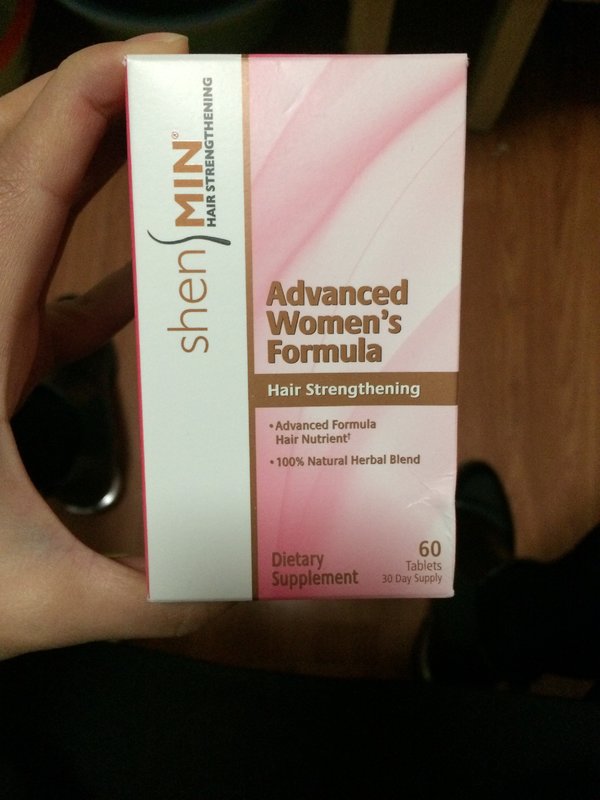 shen MIN®
HAIR STRENGTHENING
Advanced
Women's
Formula
Hair Strengthening
• Advanced Formula
Hair Nutrient†
• 100% Natural Herbal Blend
Dietary
Supplement
60
Tablets
30 Day Supply